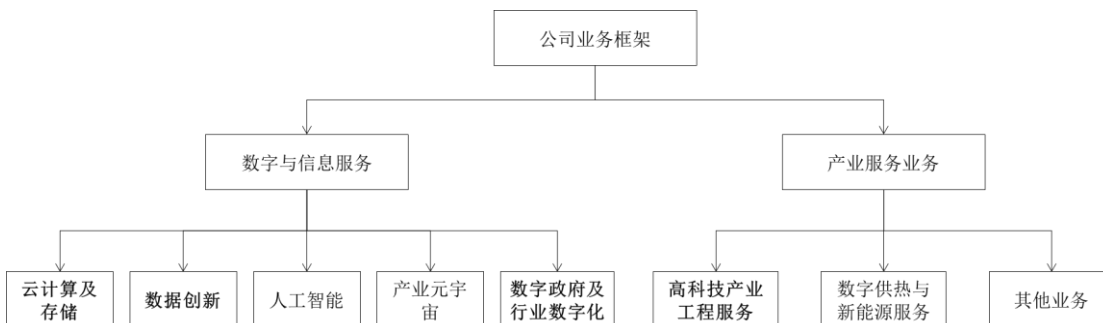 公司业务框架
数字与信息服务
产业服务业务
云计算及
存储
数据创新
人工智能
产业元宇
宙
数字政府及
行业数字化
高科技产业
工程服务
数字供热与
新能源服务
其他业务